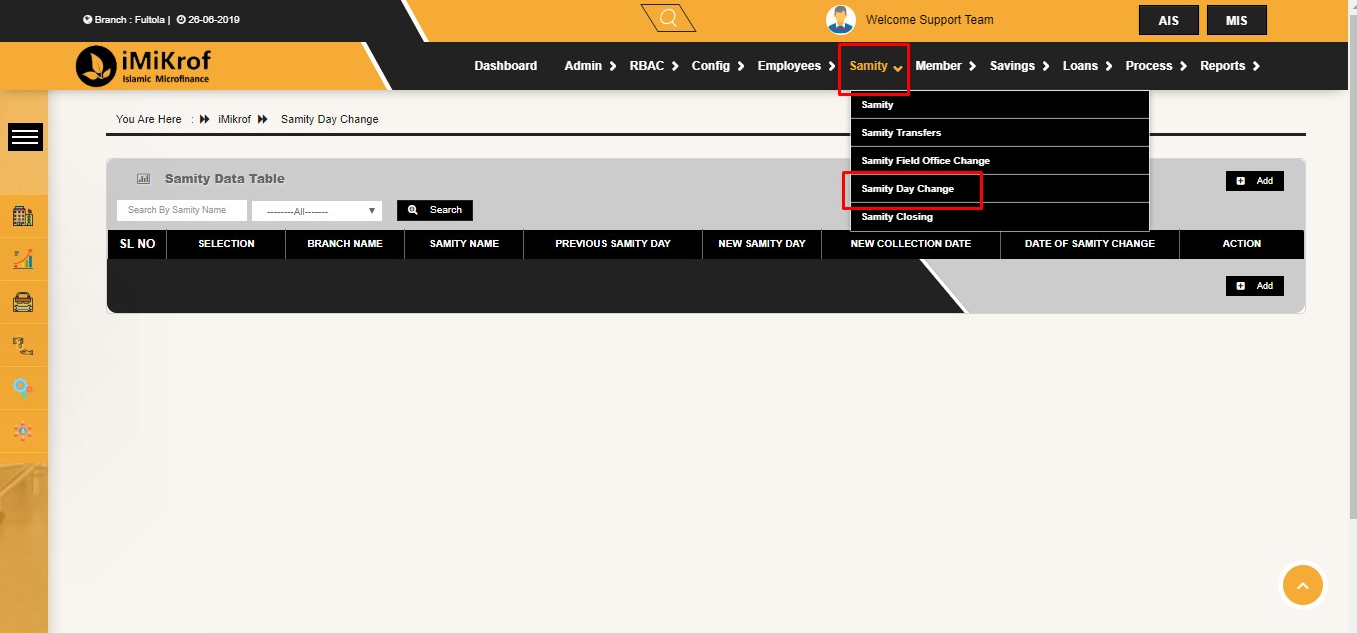 Branch : Fultola | 26-06-2019
Welcome Support Team
AIS MIS
iMiKrof
Islamic Microfinance
Dashboard Admin RBAC Config Employees Samity Member Savings Loans Process Reports
Samity
Samity Transfers
Samity Field Office Change
Samity Day Change
Samity Closing
You Are Here : iMikrof Samity Day Change
Samity Data Table
Add
Search By Samity Name --------All------- Search
SL NO SELECTION BRANCH NAME SAMITY NAME PREVIOUS SAMITY DAY NEW SAMITY DAY NEW COLLECTION DATE DATE OF SAMITY CHANGE ACTION
Add